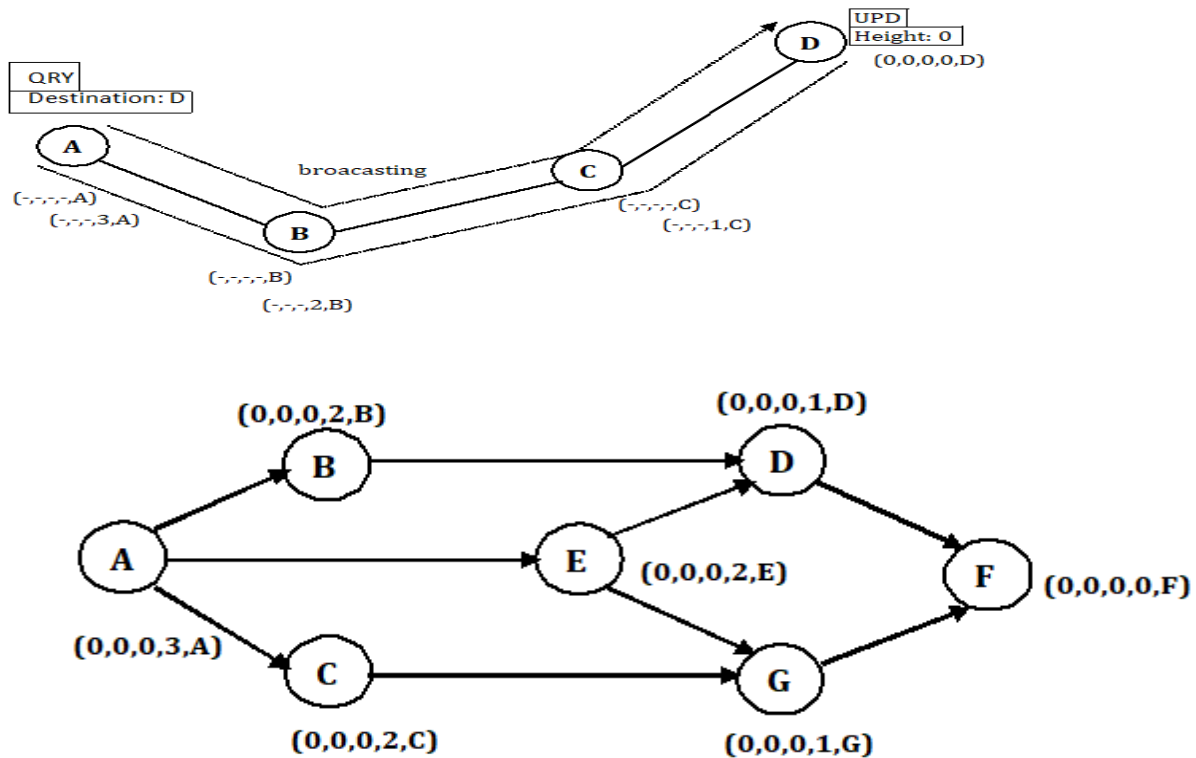 UPD
Height: 0
D
(0,0,0,0,D)
QRY
Destination: D
A
broacasting
C
(-,-,-,-,A)
(-,-,-,3,A)
(-,-,-,-,C)
(-,-,-,1,C)
B
(-,-,-,-,B)
(-,-,-,2,B)
(0,0,0,2,B)
(0,0,0,1,D)
B
D
A
E
(0,0,0,2,E)
F
(0,0,0,0,F)
(0,0,0,3,A)
C
G
(0,0,0,2,C)
(0,0,0,1,G)